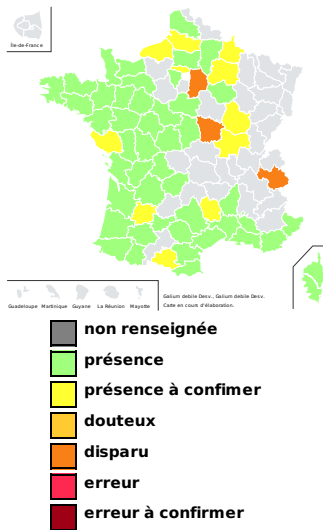 Île-de-France
Guadeloupe Martinique Guyane La Réunion Mayotte
Galium debile Desv., Galium debile Desv.
Carte en cours d'élaboration.
non renseignée
présence
présence à confimer
douteux
disparu
erreur
erreur à confirmer